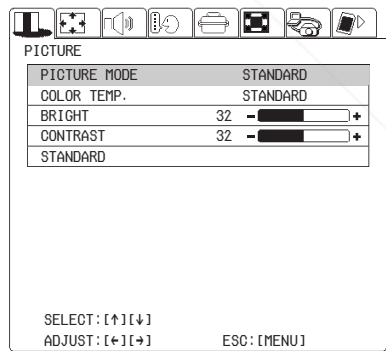 PICTURE
PICTURE MODE STANDARD
COLOR TEMP. STANDARD
BRIGHT 32 - +
CONTRAST 32 - +
STANDARD
SELECT:[↑][↓]
ADJUST:[←][→] ESC:[MENU]